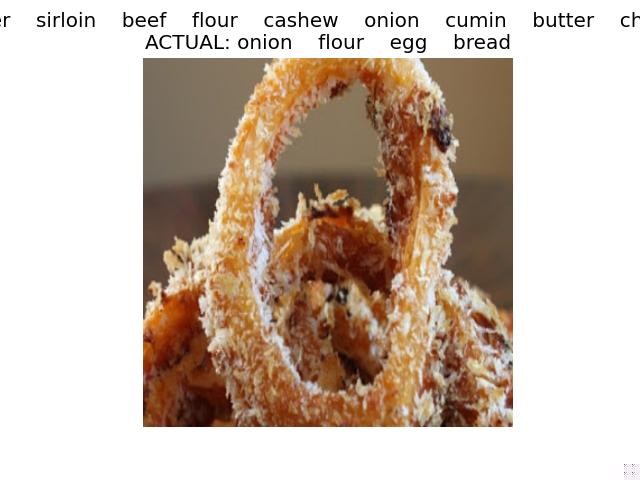 sirloin beef flour cashew onion cumin butter
ACTUAL: onion flour egg bread